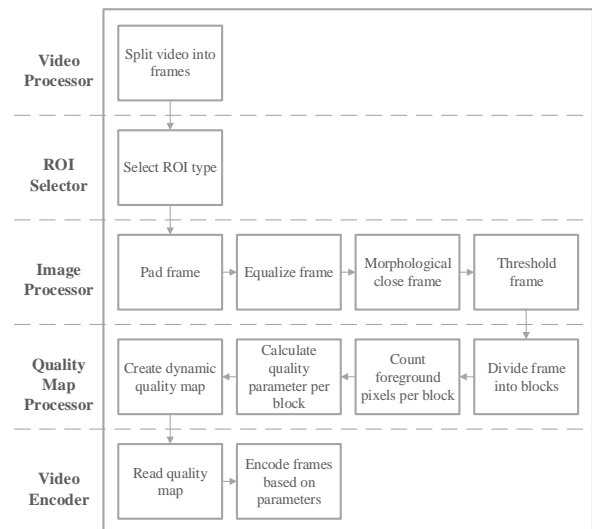 Video
Processor
Split video into
frames
ROI
Selector
Select ROI type
Image
Processor
Pad frame
Equalize frame
Morphological
close frame
Threshold
frame
Quality
Map
Processor
Create dynamic
quality map
Calculate
quality
parameter per
block
Count
foreground
pixels per block
Divide frame
into blocks
Video
Encoder
Read quality
map
Encode frames
based on
parameters